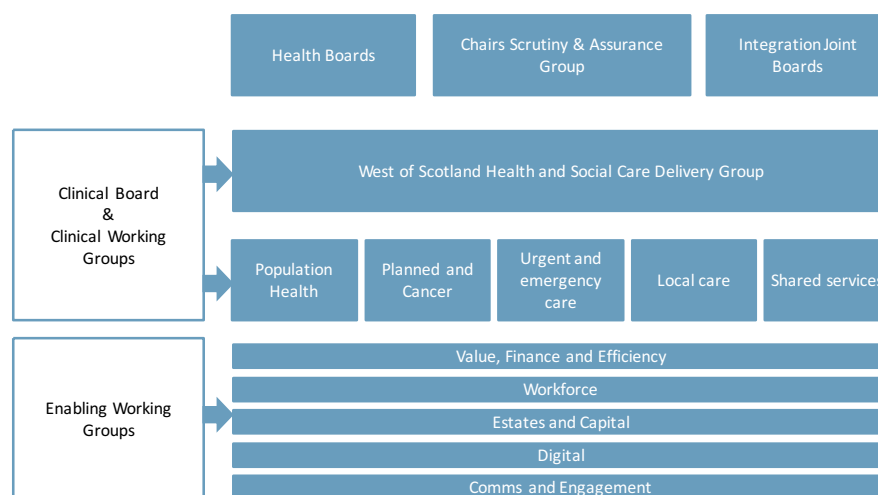 Health Boards
Chairs Scrutiny & Assurance
Group
Integration Joint
Boards
Clinical Board
&
Clinical Working
Groups
West of Scotland Health and Social Care Delivery Group
Population
Health
Planned and
Cancer
Urgent and
emergency
care
Local care
Shared services
Enabling Working
Groups
Value, Finance and Efficiency
Workforce
Estates and Capital
Digital
Comms and Engagement